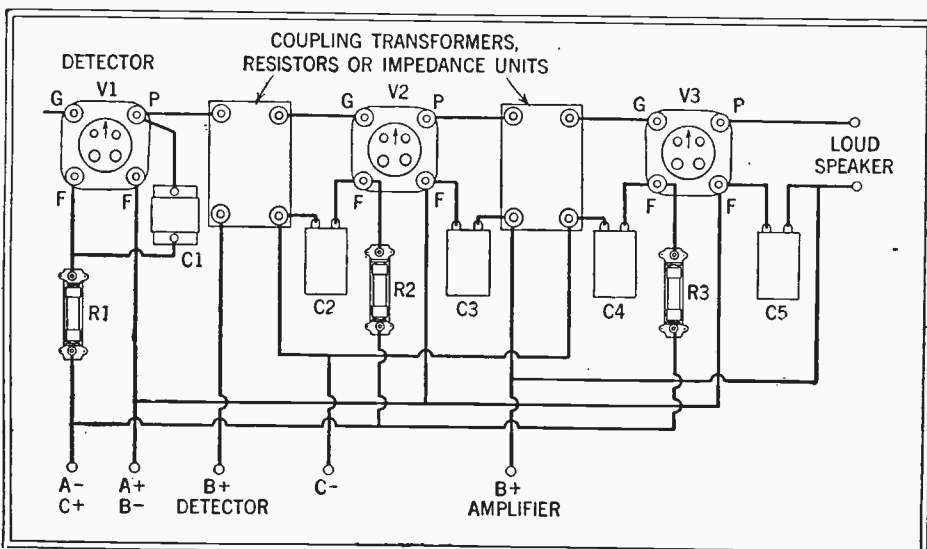 COUPLING TRANSFORMERS,
RESISTORS OR IMPEDANCE UNITS
DETECTOR
V1
G
P
F
F
C1
R1
V2
G
P
F
F
C2
R2
C3
V3
G
P
F
F
C4
R3
C5
LOUD
SPEAKER
A-
C+
A+
B-
B+
DETECTOR
C-
B+
AMPLIFIER